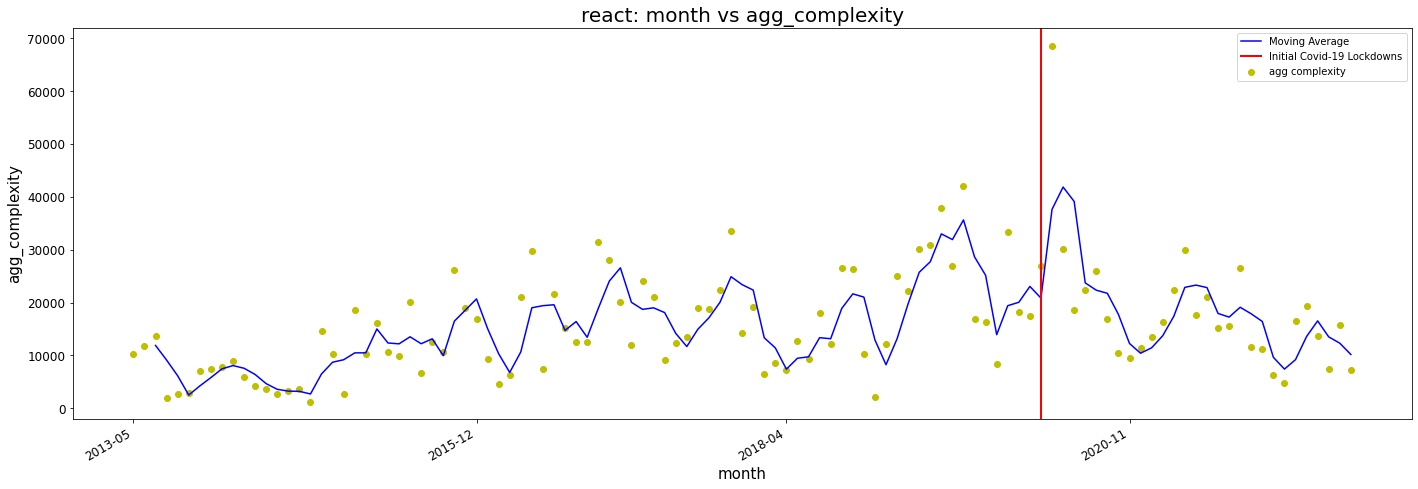 react: month vs agg_complexity
Moving Average
Initial Covid-19 Lockdowns
agg complexity
70000
60000
50000
40000
30000
20000
10000
0
agg_complexity
2013-05
2015-12
2018-04
2020-11
month